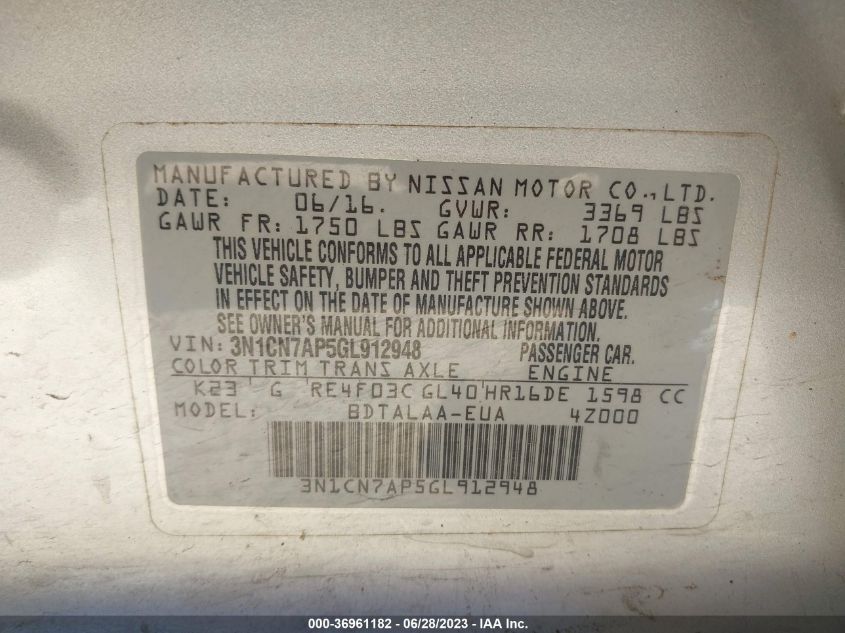 MANUFACTURED BY NISSAN MOTOR CO., LTD.
DATE: 06/16. GVWR: 3369 LBS
GAWR FR: 1750 LBS GAWR RR: 1708 LBS
THIS VEHICLE CONFORMS TO ALL APPLICABLE FEDERAL MOTOR
VEHICLE SAFETY, BUMPER AND THEFT PREVENTION STANDARDS
IN EFFECT ON THE DATE OF MANUFACTURE SHOWN ABOVE.
SEE OWNER'S MANUAL FOR ADDITIONAL INFORMATION.
VIN: 3N1CN7AP5GL912948 PASSENGER CAR.
COLOR TRIM TRANS AXLE ENGINE
K23 G RE4F03C GL40 HR16DE 1598 CC
MODEL: BDTALAA-EUA 4Z000
3N1CN7AP5GL912948
000-36961182 - 06/28/2023 - IAA Inc.